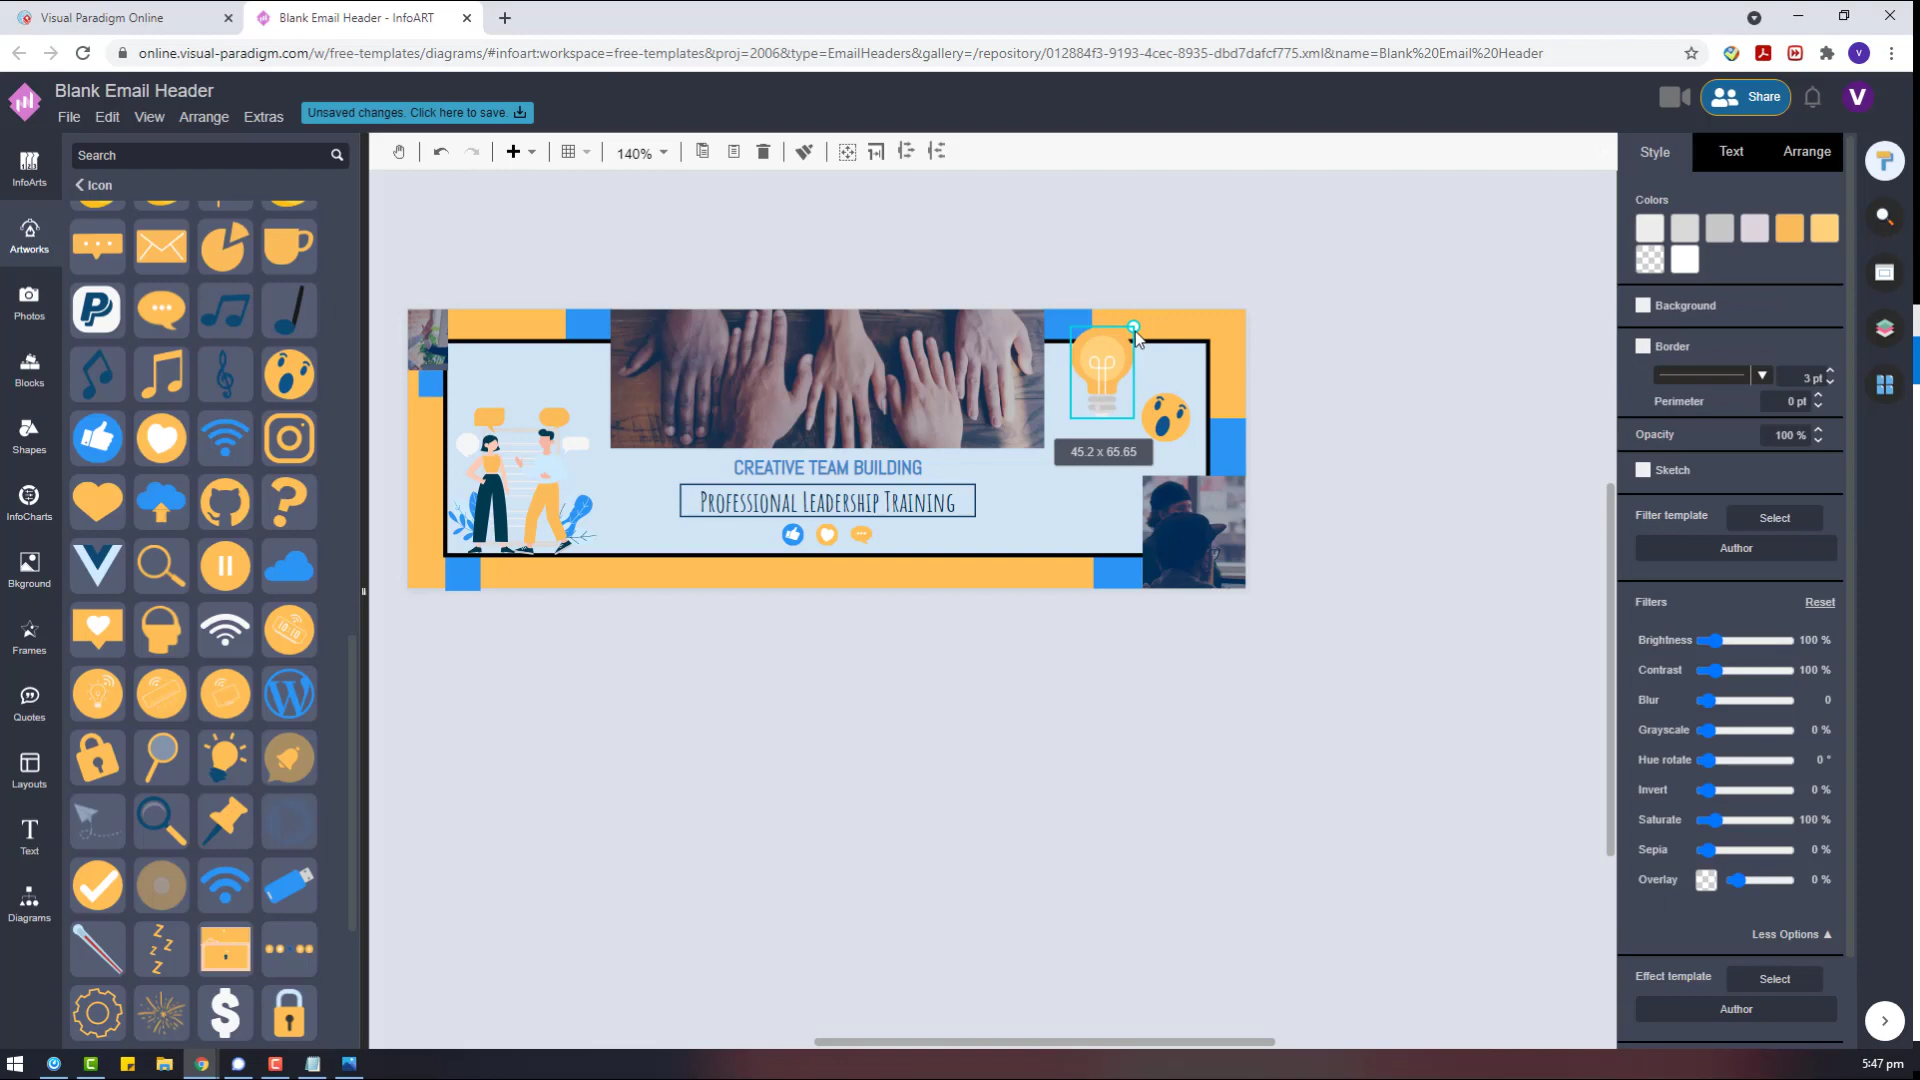 Visual Paradigm Online
Blank Email Header - InfoART
online.visual-paradigm.com/w/free-templates/diagrams/#infoart:workspace=free-templates&proj=2006&type=EmailHeaders&gallery=/repository/012884f3-9193-4cec-8935-dbd7dafcf775.xml&name=Blank%20Email%20Header
V
Blank Email Header
File
Edit
View
Arrange
Extras
Unsaved changes. Click here to save.
Share
V
InfoArts
Artworks
Photos
Blocks
Shapes
InfoCharts
Bkground
Frames
Quotes
Layouts
Text
Diagrams
Search
Icon
140%
CREATIVE TEAM BUILDING
PROFESSIONAL LEADERSHIP TRAINING
45.2 x 65.65
Style
Text
Arrange
Colors
Background
Border
3 pt
Perimeter
0 pt
Opacity
100 %
Sketch
Filter template
Select
Author
Filters
Reset
Brightness
100 %
Contrast
100 %
Blur
0
Grayscale
0 %
Hue rotate
0 °
Invert
0 %
Saturate
100 %
Sepia
0 %
Overlay
0 %
Less Options
Effect template
Select
Author
5:47 pm